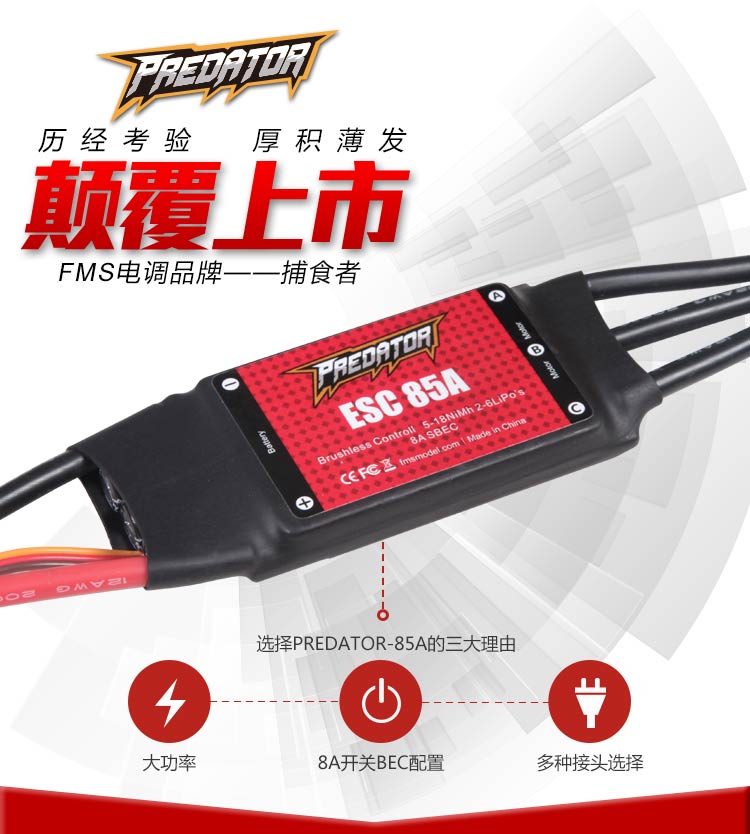 PREDATOR
历经考验 厚积薄发
颠覆上市
FMS电调品牌——捕食者
PREDATOR
ESC 85A
Brushless Controll 5-18NiMh 2-6LiPo's
8A SBEC
CE FC fmsmodel.com | Made in China
Battery
A
Motor
B
Motor
C
12AWG 200
AWG
选择PREDATOR-85A的三大理由
大功率
8A开关BEC配置
多种接头选择